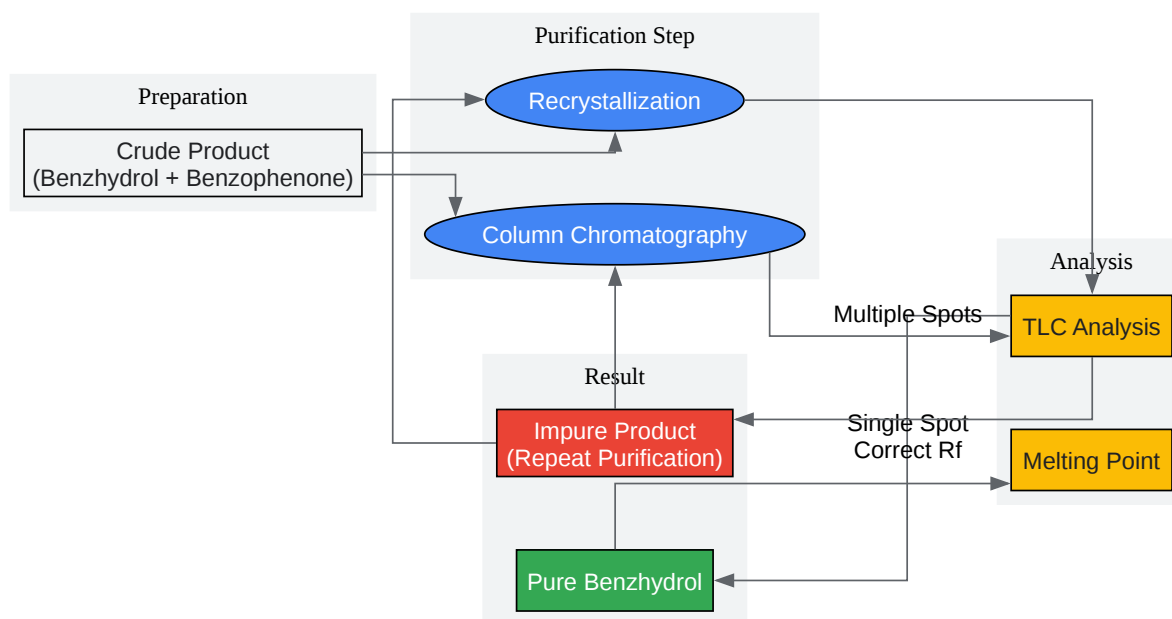 Purification Step
Recrystallization
Preparation
Crude Product
(Benzhydrol + Benzophenone)
Column Chromatography
Analysis
Multiple Spots
TLC Analysis
Result
Impure Product
(Repeat Purification)
Single Spot
Correct Rf
Melting Point
Pure Benzhydrol